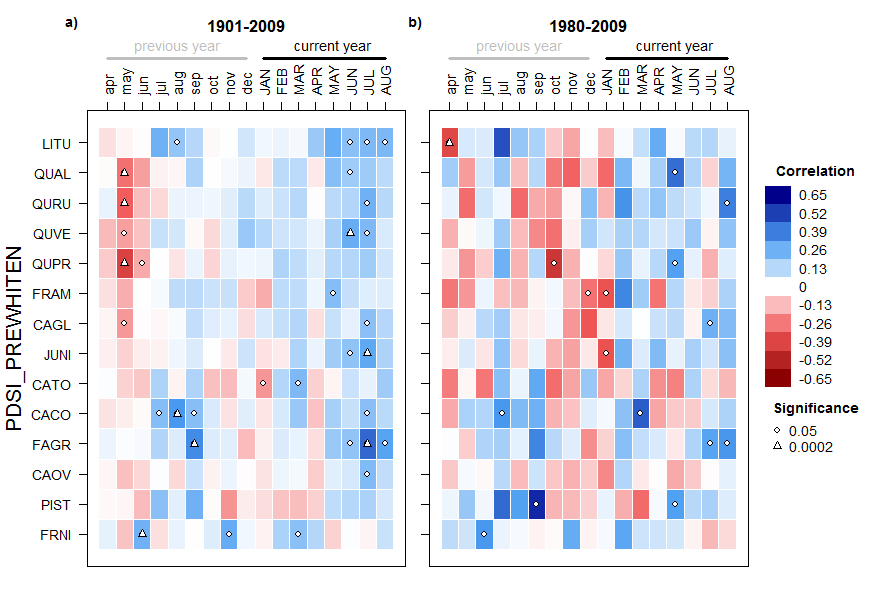 a) 1901-2009 b) 1980-2009
previous year current year previous year current year
apr may jun jul aug sep oct nov dec JAN FEB MAR APR MAY JUN JUL AUG apr may jun jul aug sep oct nov dec JAN FEB MAR APR MAY JUN JUL AUG
PDSI_PREWHITEN
LITU
QUAL
QURU
QUVE
QUPR
FRAM
CAGL
JUNI
CATO
CACO
FAGR
CAOV
PIST
FRNI
Correlation
0.65
0.52
0.39
0.26
0.13
0
-0.13
-0.26
-0.39
-0.52
-0.65
Significance
0.05
0.0002